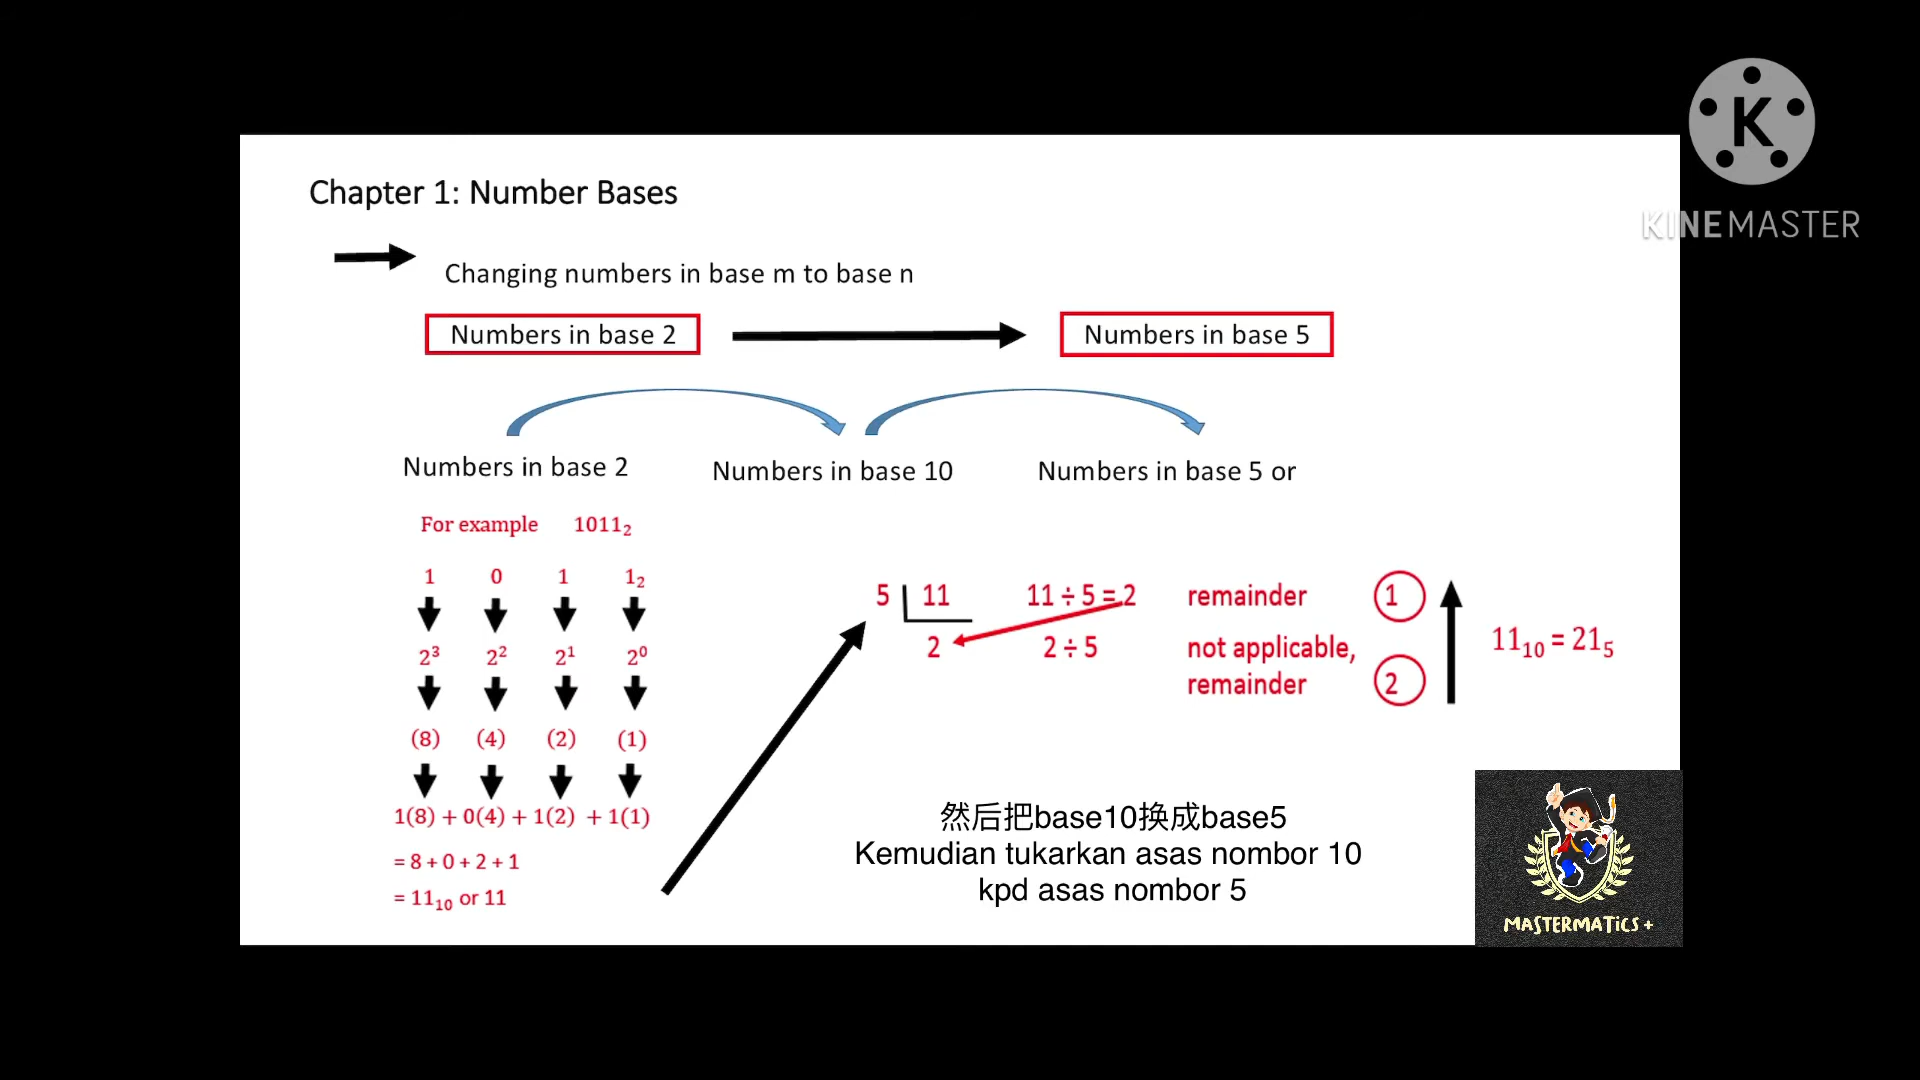 K
KINEMASTER
Chapter 1: Number Bases
Changing numbers in base m to base n
Numbers in base 2
Numbers in base 5
Numbers in base 2
Numbers in base 10
Numbers in base 5 or
For example 1011₂
1 0 1 1₂
2³ 2² 2¹ 2⁰
(8) (4) (2) (1)
1(8) + 0(4) + 1(2) + 1(1)
= 8 + 0 + 2 + 1
= 11₁₀ or 11
5 11 11 ÷ 5 = 2 remainder 1
2 2 ÷ 5 not applicable,
remainder 2
11₁₀ = 21₅
然后把base10换成base5
Kemudian tukarkan asas nombor 10
kpd asas nombor 5
MASTERMATiCS +